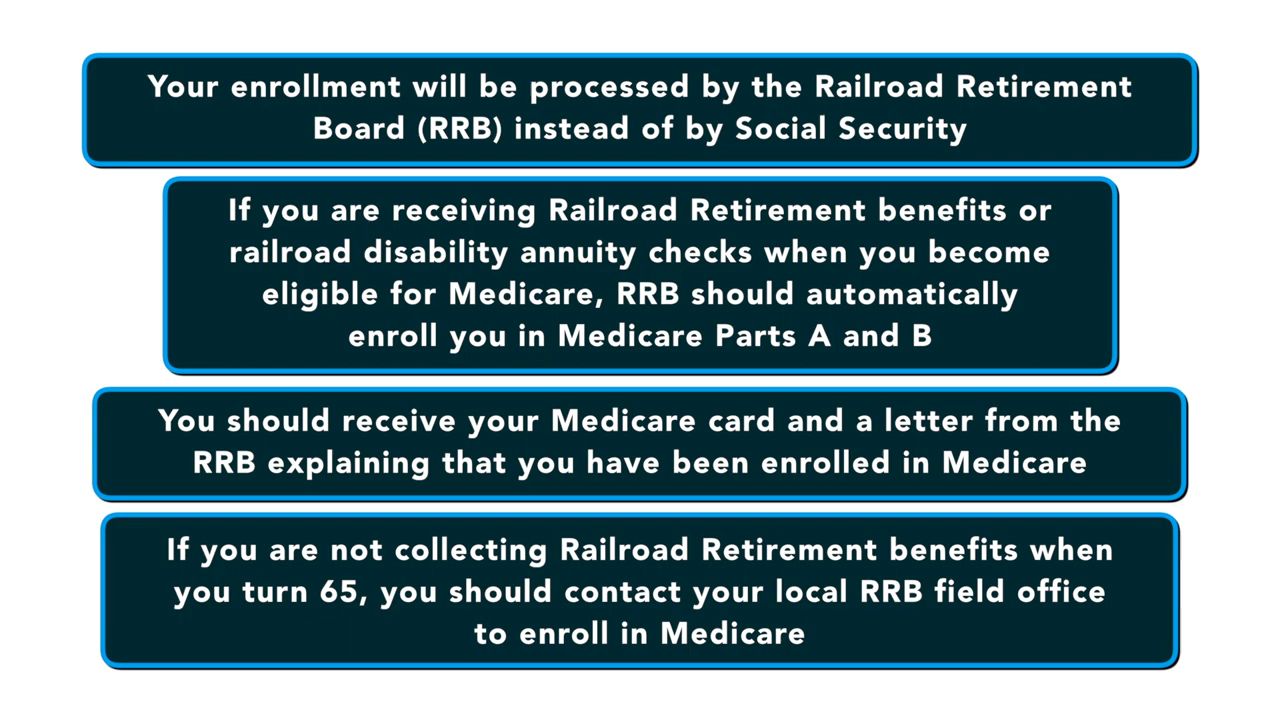 Your enrollment will be processed by the Railroad Retirement
Board (RRB) instead of by Social Security
If you are receiving Railroad Retirement benefits or
railroad disability annuity checks when you become
eligible for Medicare, RRB should automatically
enroll you in Medicare Parts A and B
You should receive your Medicare card and a letter from the
RRB explaining that you have been enrolled in Medicare
If you are not collecting Railroad Retirement benefits when
you turn 65, you should contact your local RRB field office
to enroll in Medicare